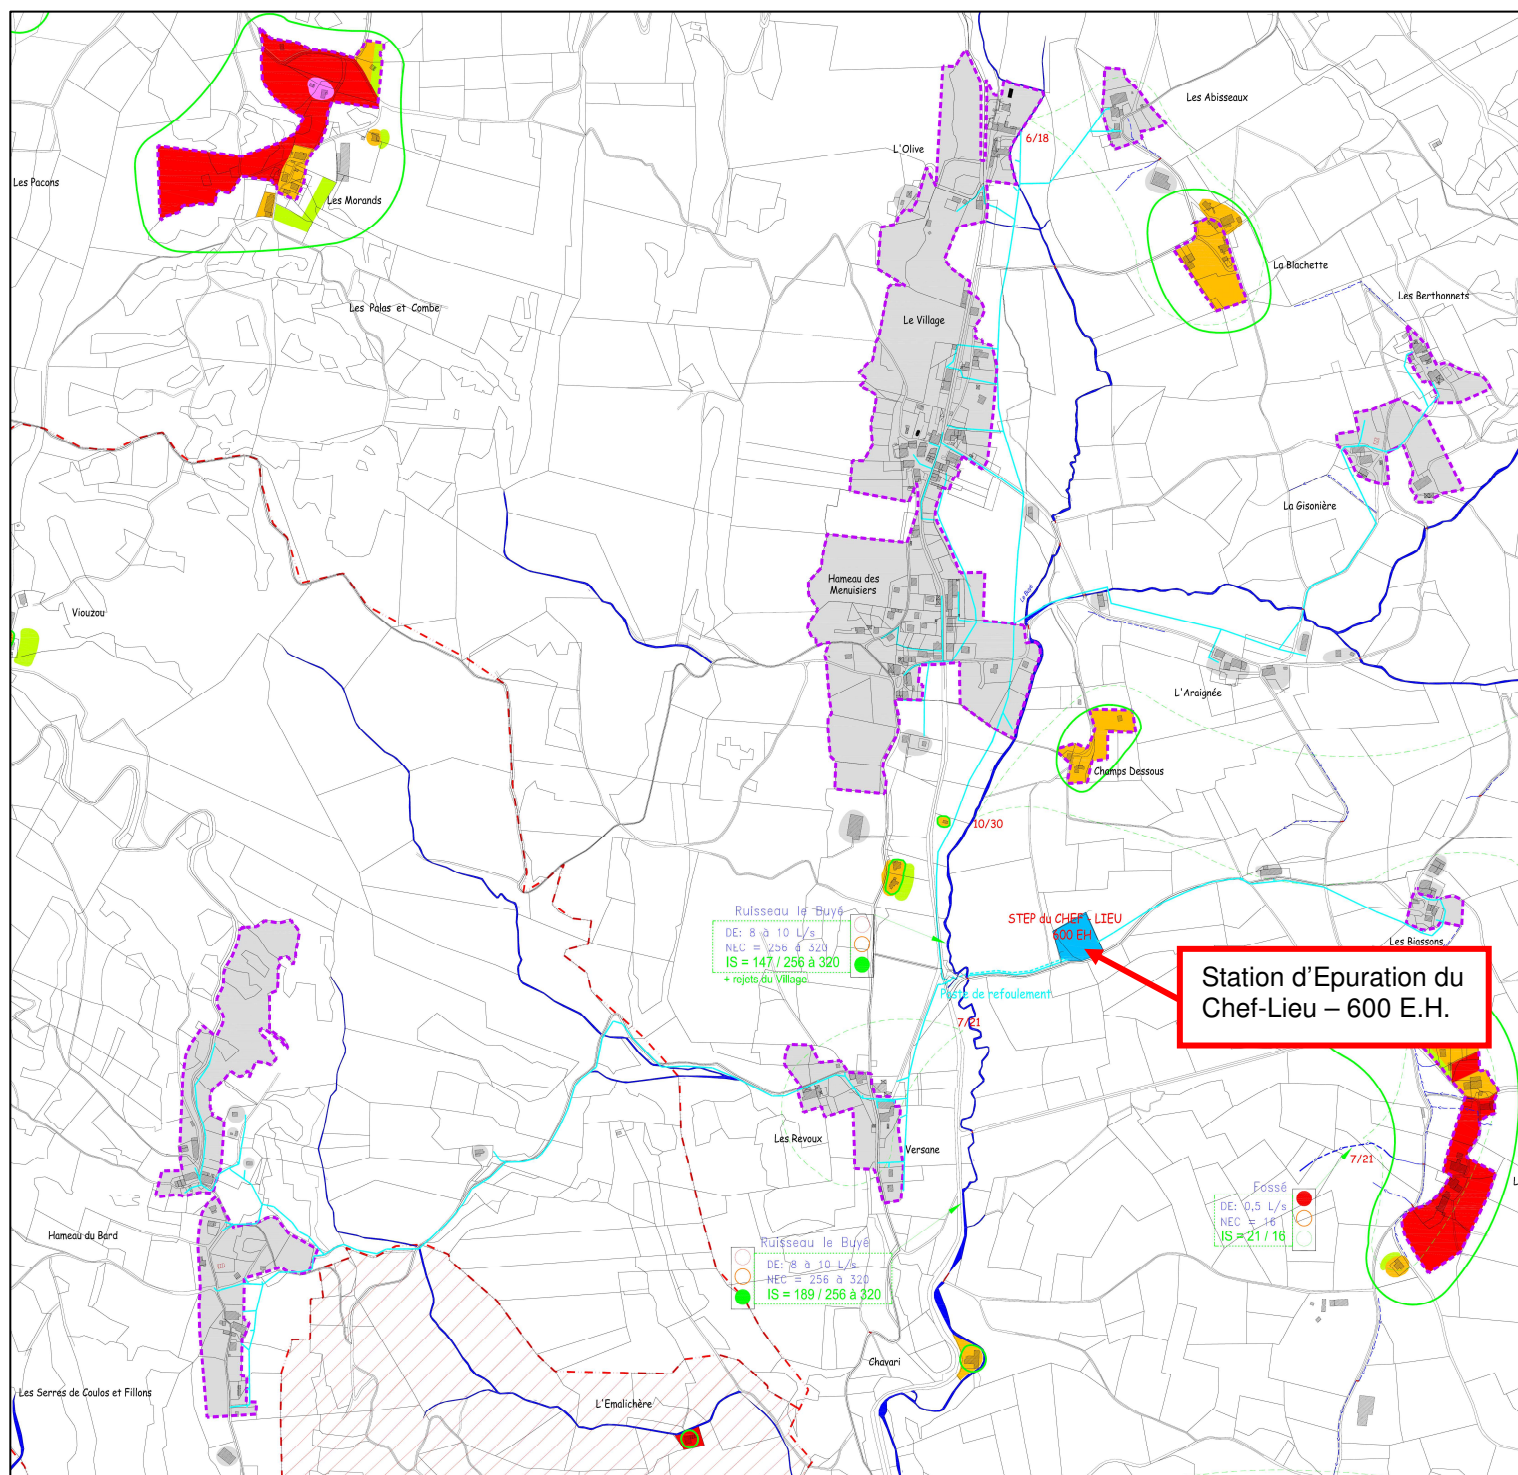 Les Abisseaux
6/18
L'Olive
Les Pacons
Les Morands
La Blachette
Les Palas et Combe
Les Berthonnets
Le Village
La Gisonière
Hameau des
Menuisiers
Le Buyé
Viouzou
L'Araignée
Champs Dessous
10/30
Ruisseau le Buyé
DE: 8 à 10 L/s
NEC = 256 à 320
IS = 147 / 256 à 320
+ rejets du Village
STEP du CHEF - LIEU
600 EH
Les Biassons
Station d'Epuration du
Chef-Lieu – 600 E.H.
Poste de refoulement
7/21
Les Revoux
Versane
7/21
Fossé
DE: 0,5 L/s
NEC = 16
IS = 21 / 16
L
Hameau du Bard
Ruisseau le Buyé
DE: 8 à 10 L/s
NEC = 256 à 320
IS = 189 / 256 à 320
Chavari
Les Serres de Coulos et Fillons
L'Emalichère